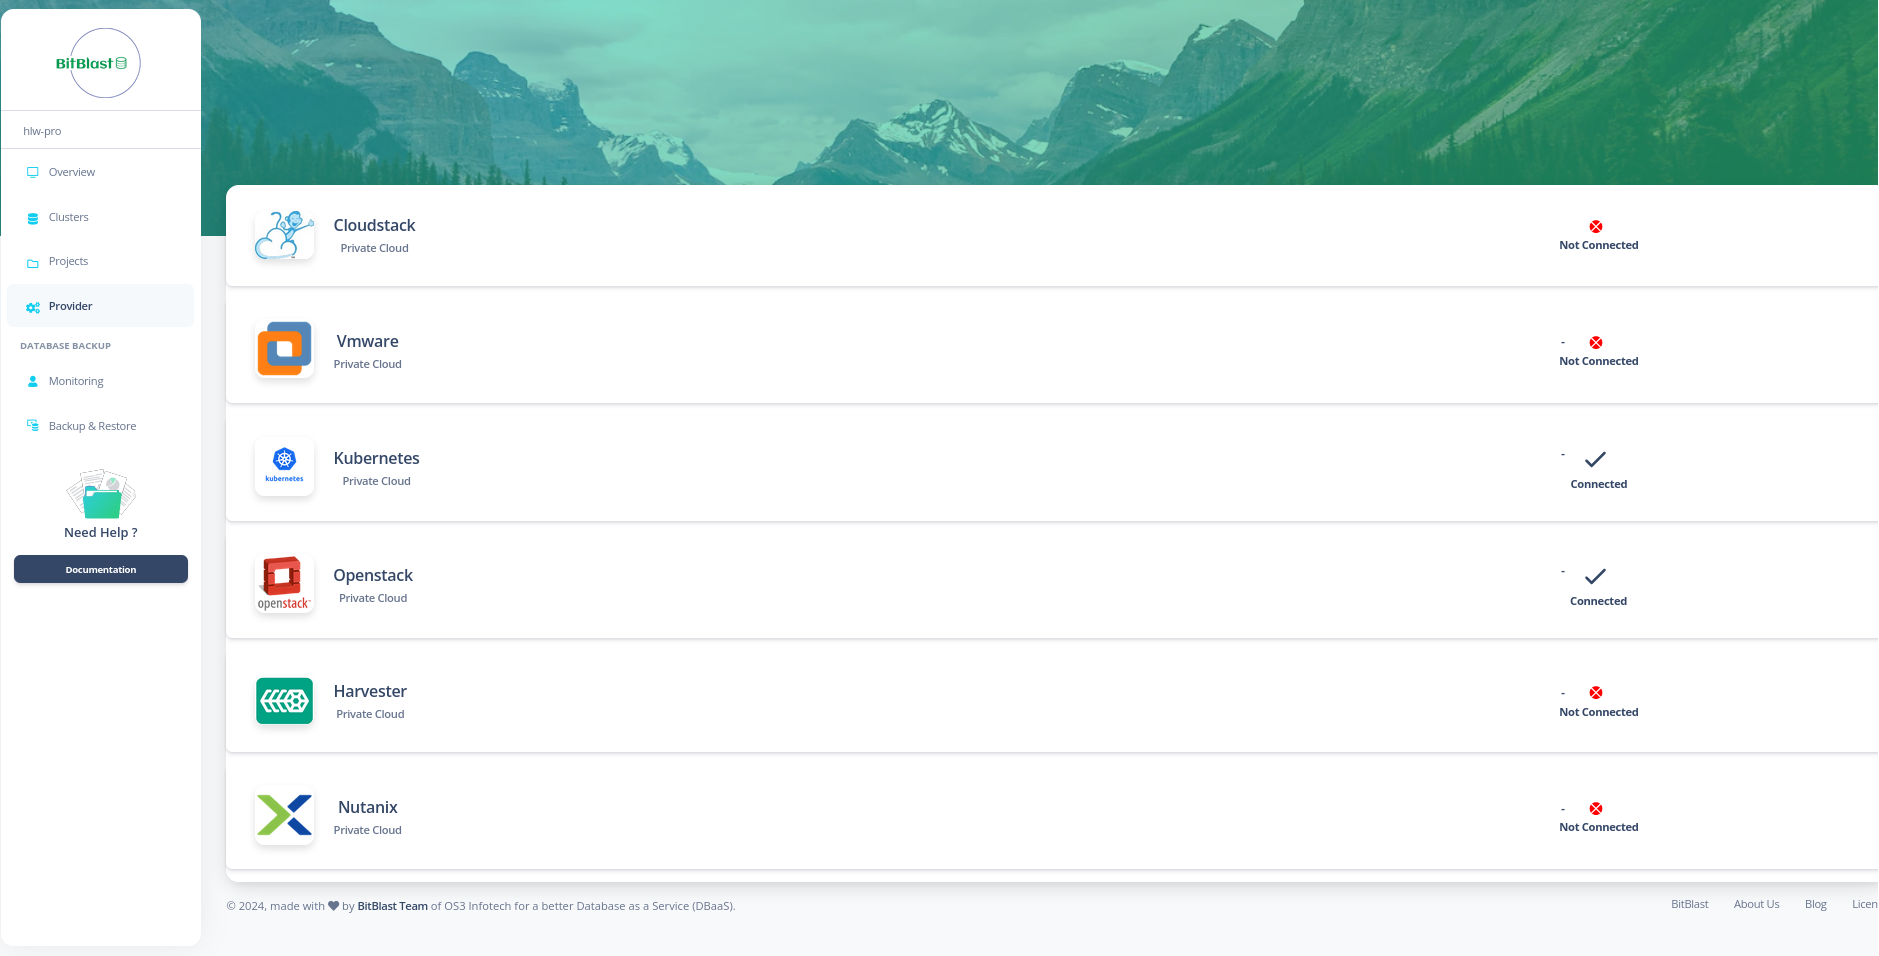 BitBlast
hlw-pro
Overview
Clusters
Projects
Provider
DATABASE BACKUP
Monitoring
Backup & Restore
Need Help ?
Documentation
Cloudstack
Private Cloud
Not Connected
Vmware
Private Cloud
-
Not Connected
kubernetes
Kubernetes
Private Cloud
-
Connected
openstack™
Openstack
Private Cloud
-
Connected
Harvester
Private Cloud
-
Not Connected
Nutanix
Private Cloud
-
Not Connected
© 2024, made with ♥ by BitBlast Team of OS3 Infotech for a better Database as a Service (DBaaS).
BitBlast About Us Blog Licen